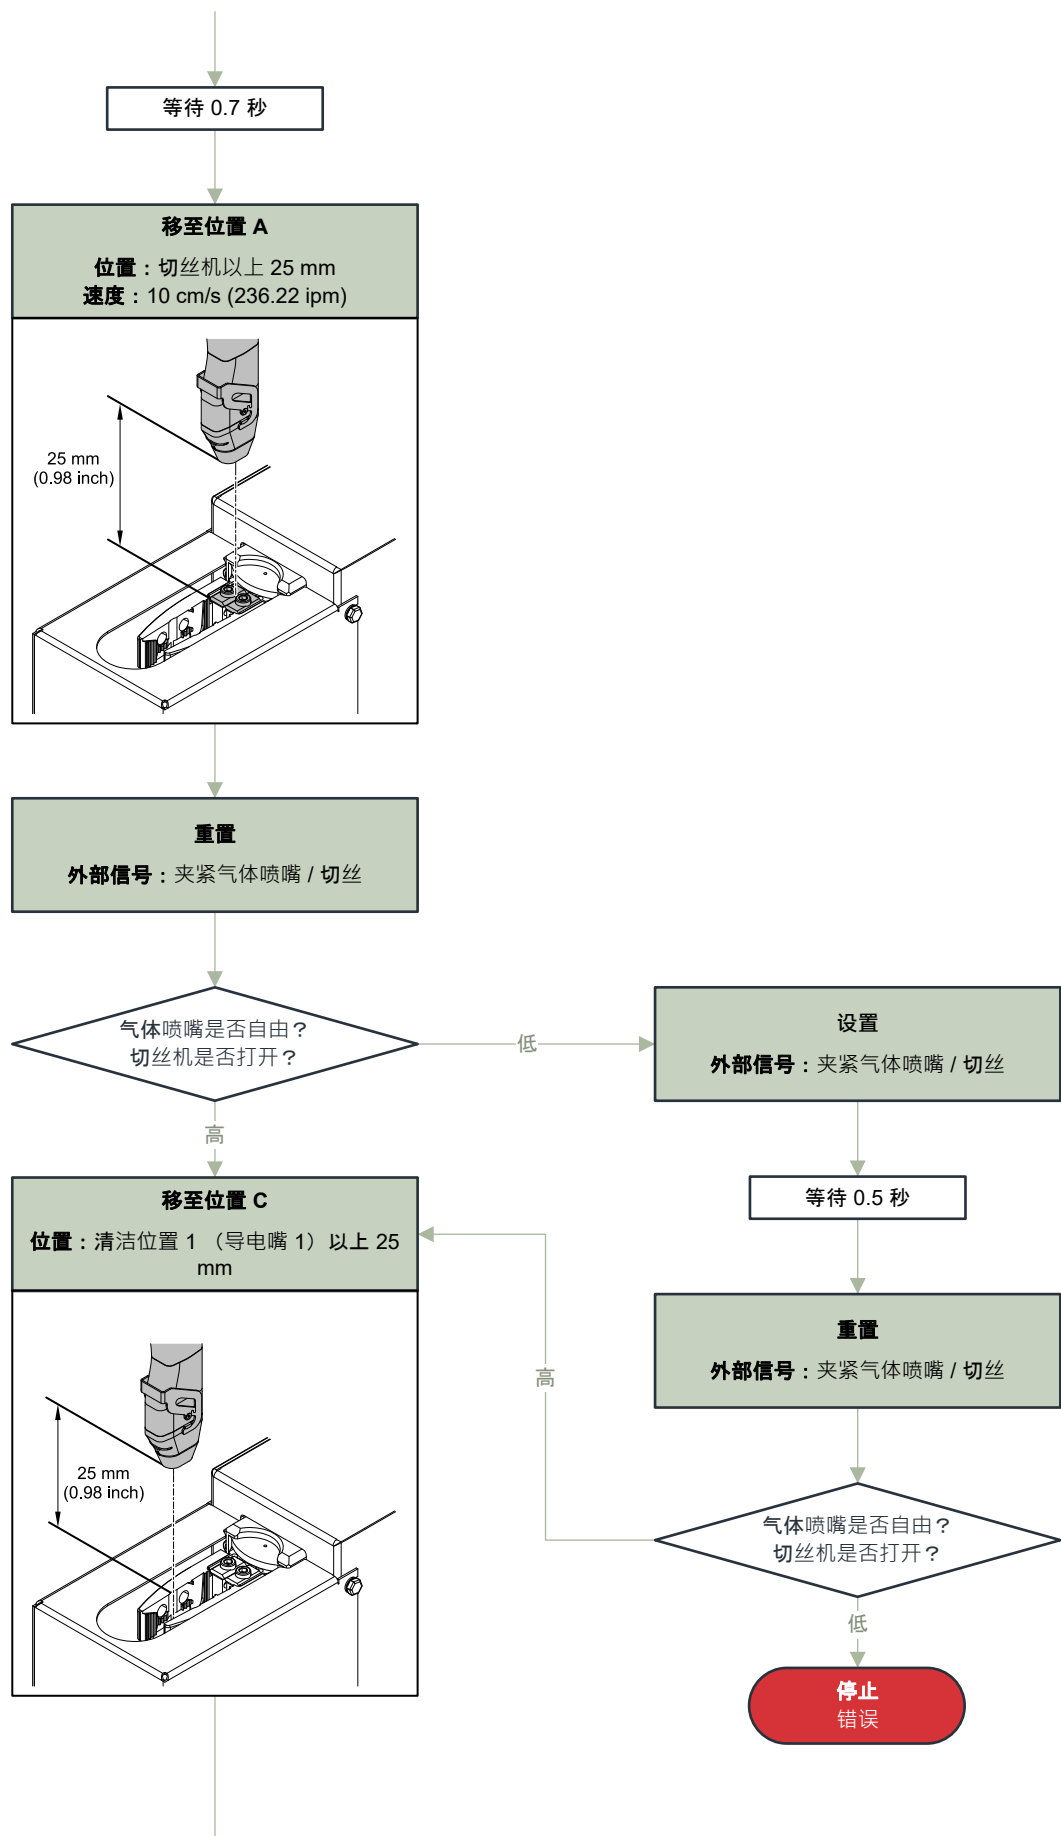 等待 0.7 秒
移至位置 A
位置：切丝机以上 25 mm
速度：10 cm/s (236.22 ipm)
25 mm
(0.98 inch)
重置
外部信号：夹紧气体喷嘴 / 切丝
气体喷嘴是否自由？
切丝机是否打开？
低
设置
外部信号：夹紧气体喷嘴 / 切丝
高
移至位置 C
位置：清洁位置 1 （导电嘴 1）以上 25
mm
等待 0.5 秒
重置
外部信号：夹紧气体喷嘴 / 切丝
高
25 mm
(0.98 inch)
气体喷嘴是否自由？
切丝机是否打开？
低
停止
错误